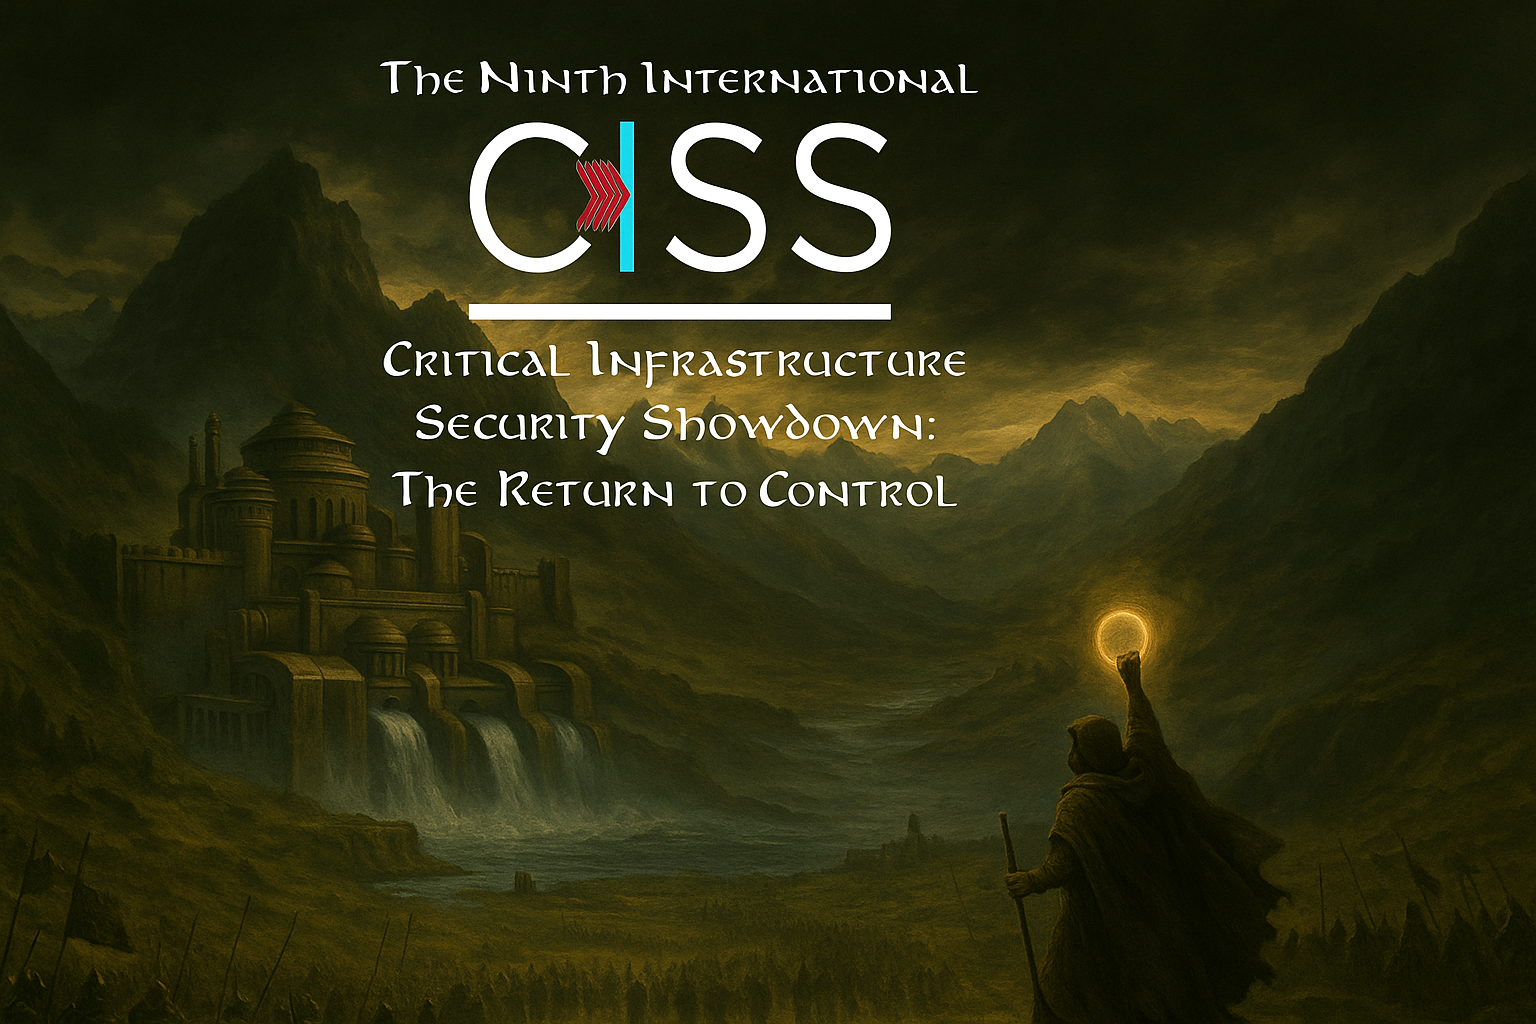 The Ninth International
CISS
Critical Infrastructure
Security Showdown:
The Return to Control